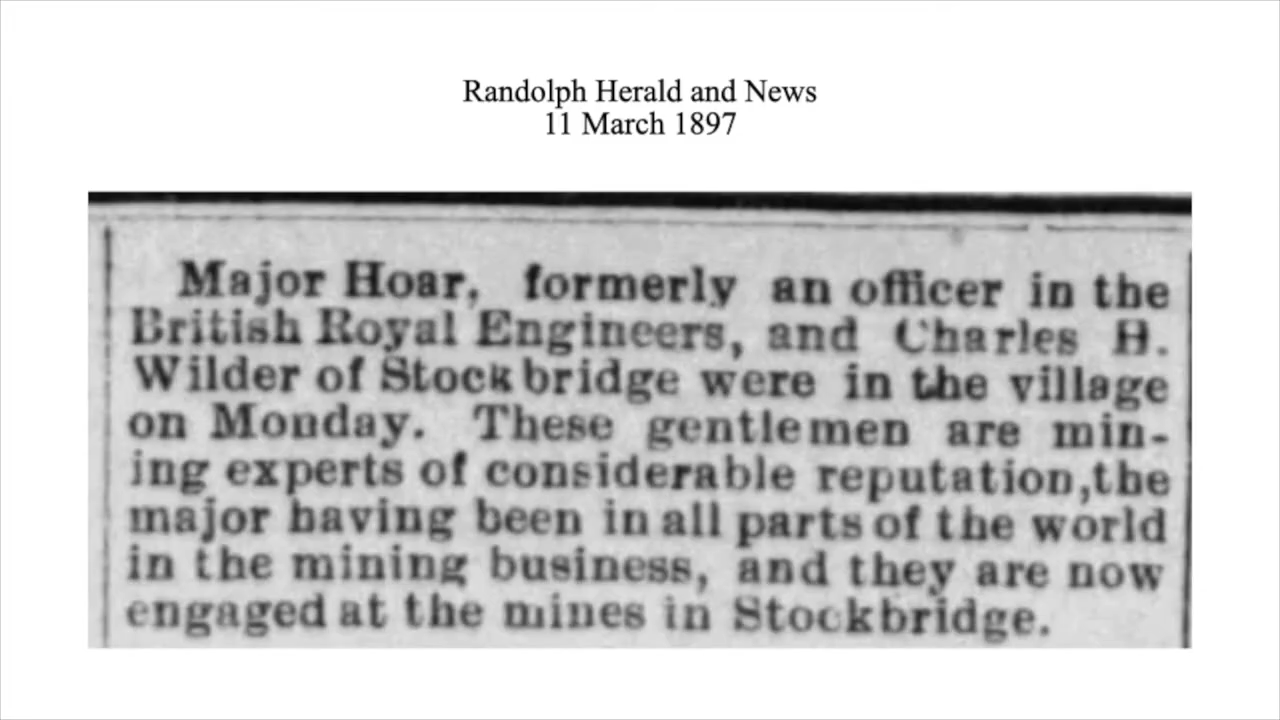 Randolph Herald and News
11 March 1897
Major Hoar, formerly an officer in the
British Royal Engineers, and Charles H.
Wilder of Stockbridge were in the village
on Monday. These gentlemen are min-
ing experts of considerable reputation,the
major having been in all parts of the world
in the mining business, and they are now
engaged at the mines in Stockbridge.